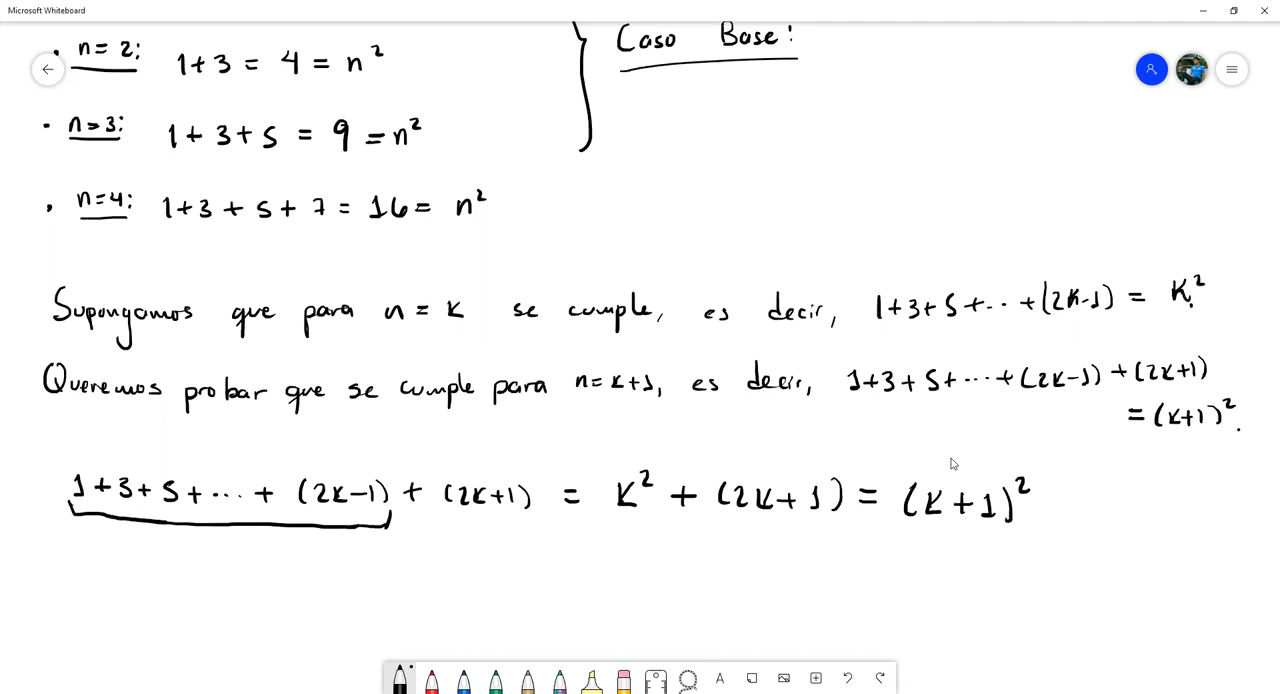 Microsoft Whiteboard
· n=2: 1+3 = 4 = n²
Caso Base:
· n=3: 1+3+5 = 9 = n²
· n=4: 1+3+5+7 = 16 = n²
Supongamos que para n = k se cumple, es decir, 1+3+5+...+(2k-1) = k².
Queremos probar que se cumple para n=k+1, es decir, 1+3+5+...+(2k-1)+(2k+1)
= (k+1)².
1+3+5+...+(2k-1)+(2k+1) = k²+(2k+1) = (k+1)²
A